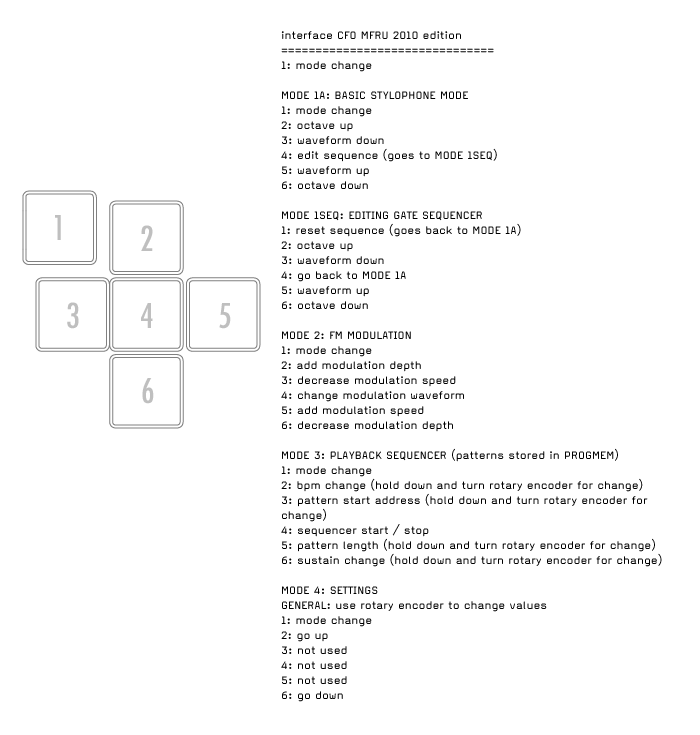 interface CFO MFRU 2010 edition
===============================
1: mode change
MODE 1A: BASIC STYLOPHONE MODE
1: mode change
2: octave up
3: waveform down
4: edit sequence (goes to MODE 1SEQ)
5: waveform up
6: octave down
MODE 1SEQ: EDITING GATE SEQUENCER
1: reset sequence (goes back to MODE 1A)
2: octave up
3: waveform down
4: go back to MODE 1A
5: waveform up
6: octave down
MODE 2: FM MODULATION
1: mode change
2: add modulation depth
3: decrease modulation speed
4: change modulation waveform
5: add modulation speed
6: decrease modulation depth
MODE 3: PLAYBACK SEQUENCER (patterns stored in PROGMEM)
1: mode change
2: bpm change (hold down and turn rotary encoder for change)
3: pattern start address (hold down and turn rotary encoder for
change)
4: sequencer start / stop
5: pattern length (hold down and turn rotary encoder for change)
6: sustain change (hold down and turn rotary encoder for change)
MODE 4: SETTINGS
GENERAL: use rotary encoder to change values
1: mode change
2: go up
3: not used
4: not used
5: not used
6: go down
1
2
3 4 5
6